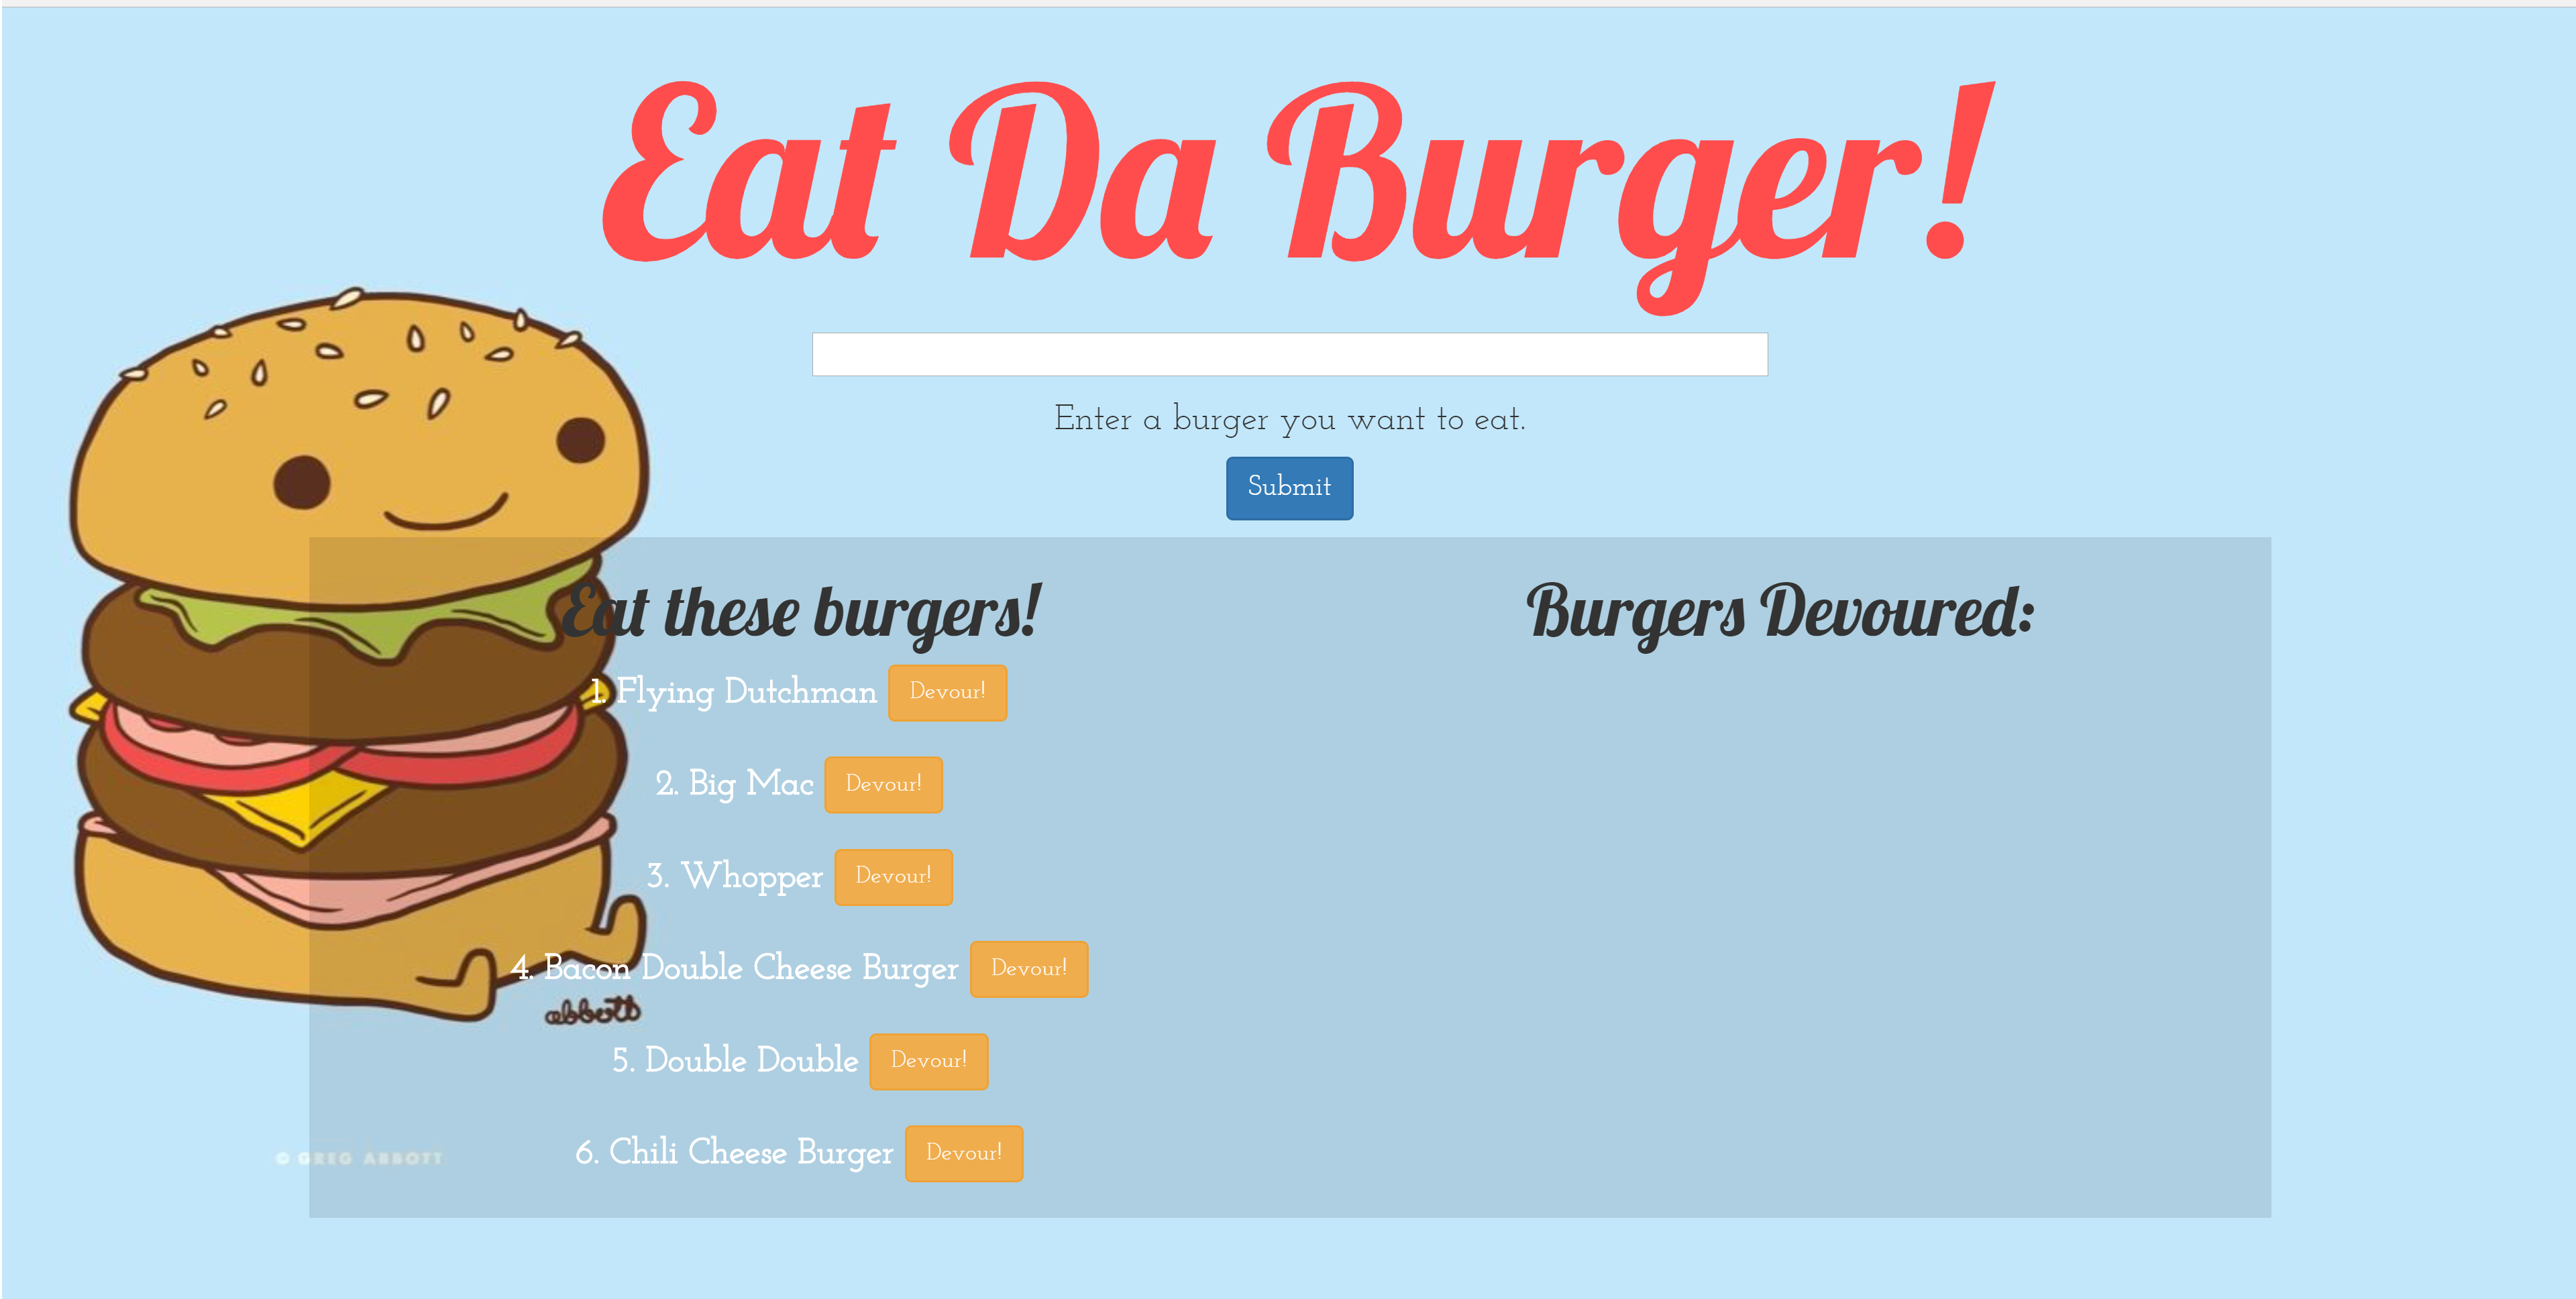 Eat Da Burger!
Enter a burger you want to eat.
Submit
Eat these burgers!
1. Flying Dutchman Devour!
2. Big Mac Devour!
3. Whopper Devour!
4. Bacon Double Cheese Burger Devour!
5. Double Double Devour!
6. Chili Cheese Burger Devour!
Burgers Devoured:
abbott
© GREG ABBOTT